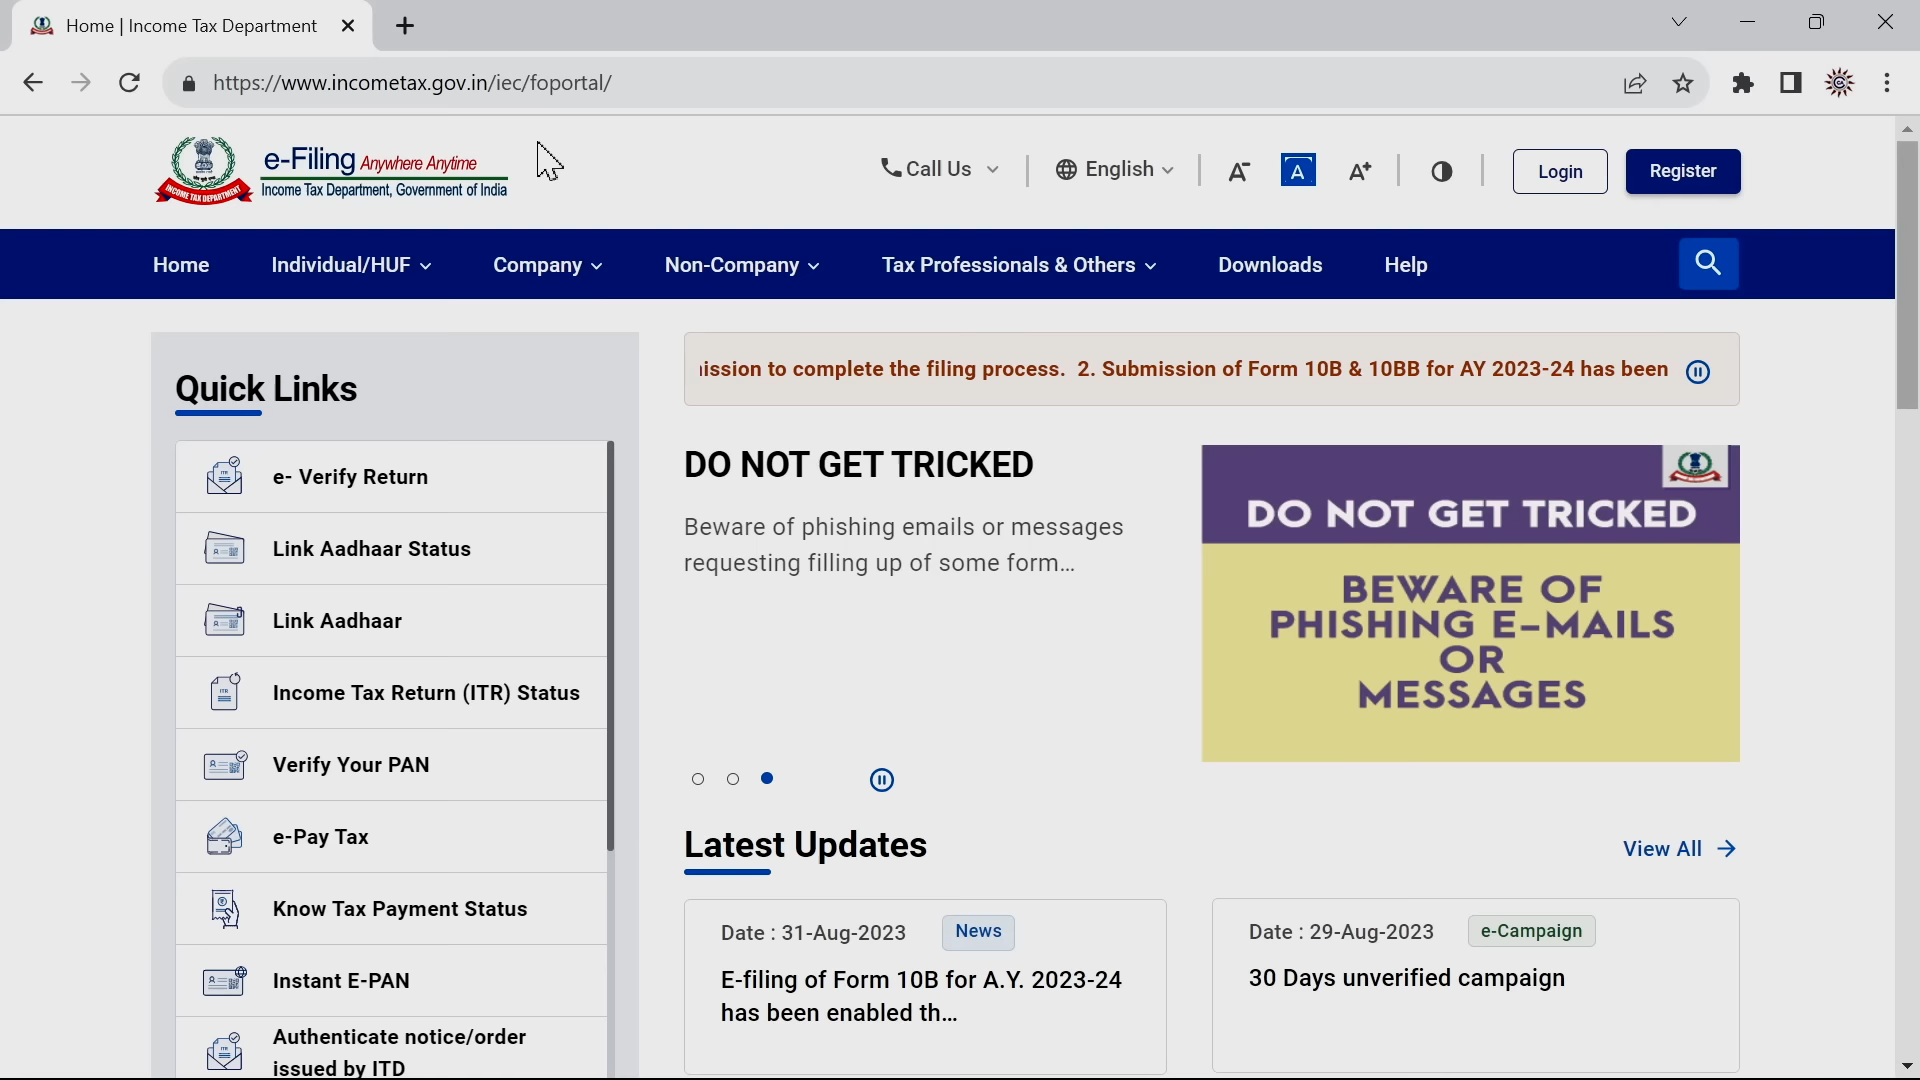 Home | Income Tax Department
https://www.incometax.gov.in/iec/foportal/
e-Filing Anywhere Anytime
Income Tax Department, Government of India
INCOME TAX DEPARTMENT
Call Us
English
A-
A
A+
Login
Register
Home
Individual/HUF
Company
Non-Company
Tax Professionals & Others
Downloads
Help
Quick Links
e- Verify Return
Link Aadhaar Status
Link Aadhaar
Income Tax Return (ITR) Status
Verify Your PAN
e-Pay Tax
Know Tax Payment Status
Instant E-PAN
Authenticate notice/order
issued by ITD
ission to complete the filing process. 2. Submission of Form 10B & 10BB for AY 2023-24 has been
DO NOT GET TRICKED
Beware of phishing emails or messages
requesting filling up of some form...
DO NOT GET TRICKED
BEWARE OF
PHISHING E-MAILS
OR
MESSAGES
Latest Updates
View All
Date : 31-Aug-2023 News
E-filing of Form 10B for A.Y. 2023-24
has been enabled th...
Date : 29-Aug-2023 e-Campaign
30 Days unverified campaign